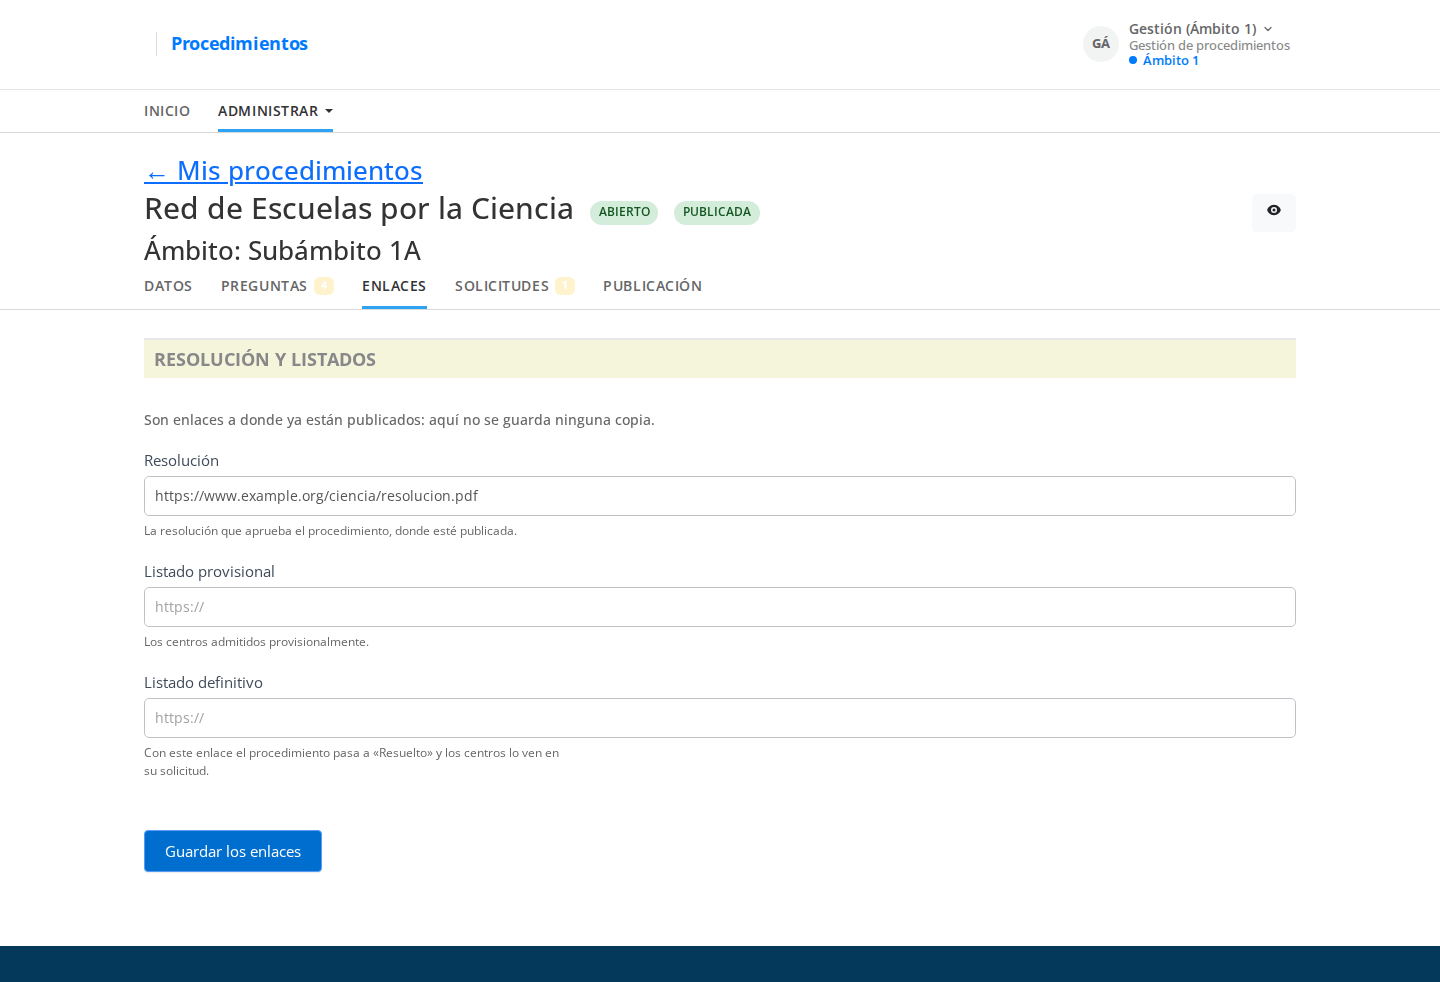 Procedimientos
GÁ
Gestión (Ámbito 1)
Gestión de procedimientos
Ámbito 1
INICIO
ADMINISTRAR
← Mis procedimientos
Red de Escuelas por la Ciencia
ABIERTO
PUBLICADA
Ámbito: Subámbito 1A
DATOS
PREGUNTAS 4
ENLACES
SOLICITUDES 1
PUBLICACIÓN
RESOLUCIÓN Y LISTADOS
Son enlaces a donde ya están publicados: aquí no se guarda ninguna copia.
Resolución
https://www.example.org/ciencia/resolucion.pdf
La resolución que aprueba el procedimiento, donde esté publicada.
Listado provisional
https://
Los centros admitidos provisionalmente.
Listado definitivo
https://
Con este enlace el procedimiento pasa a «Resuelto» y los centros lo ven en
su solicitud.
Guardar los enlaces